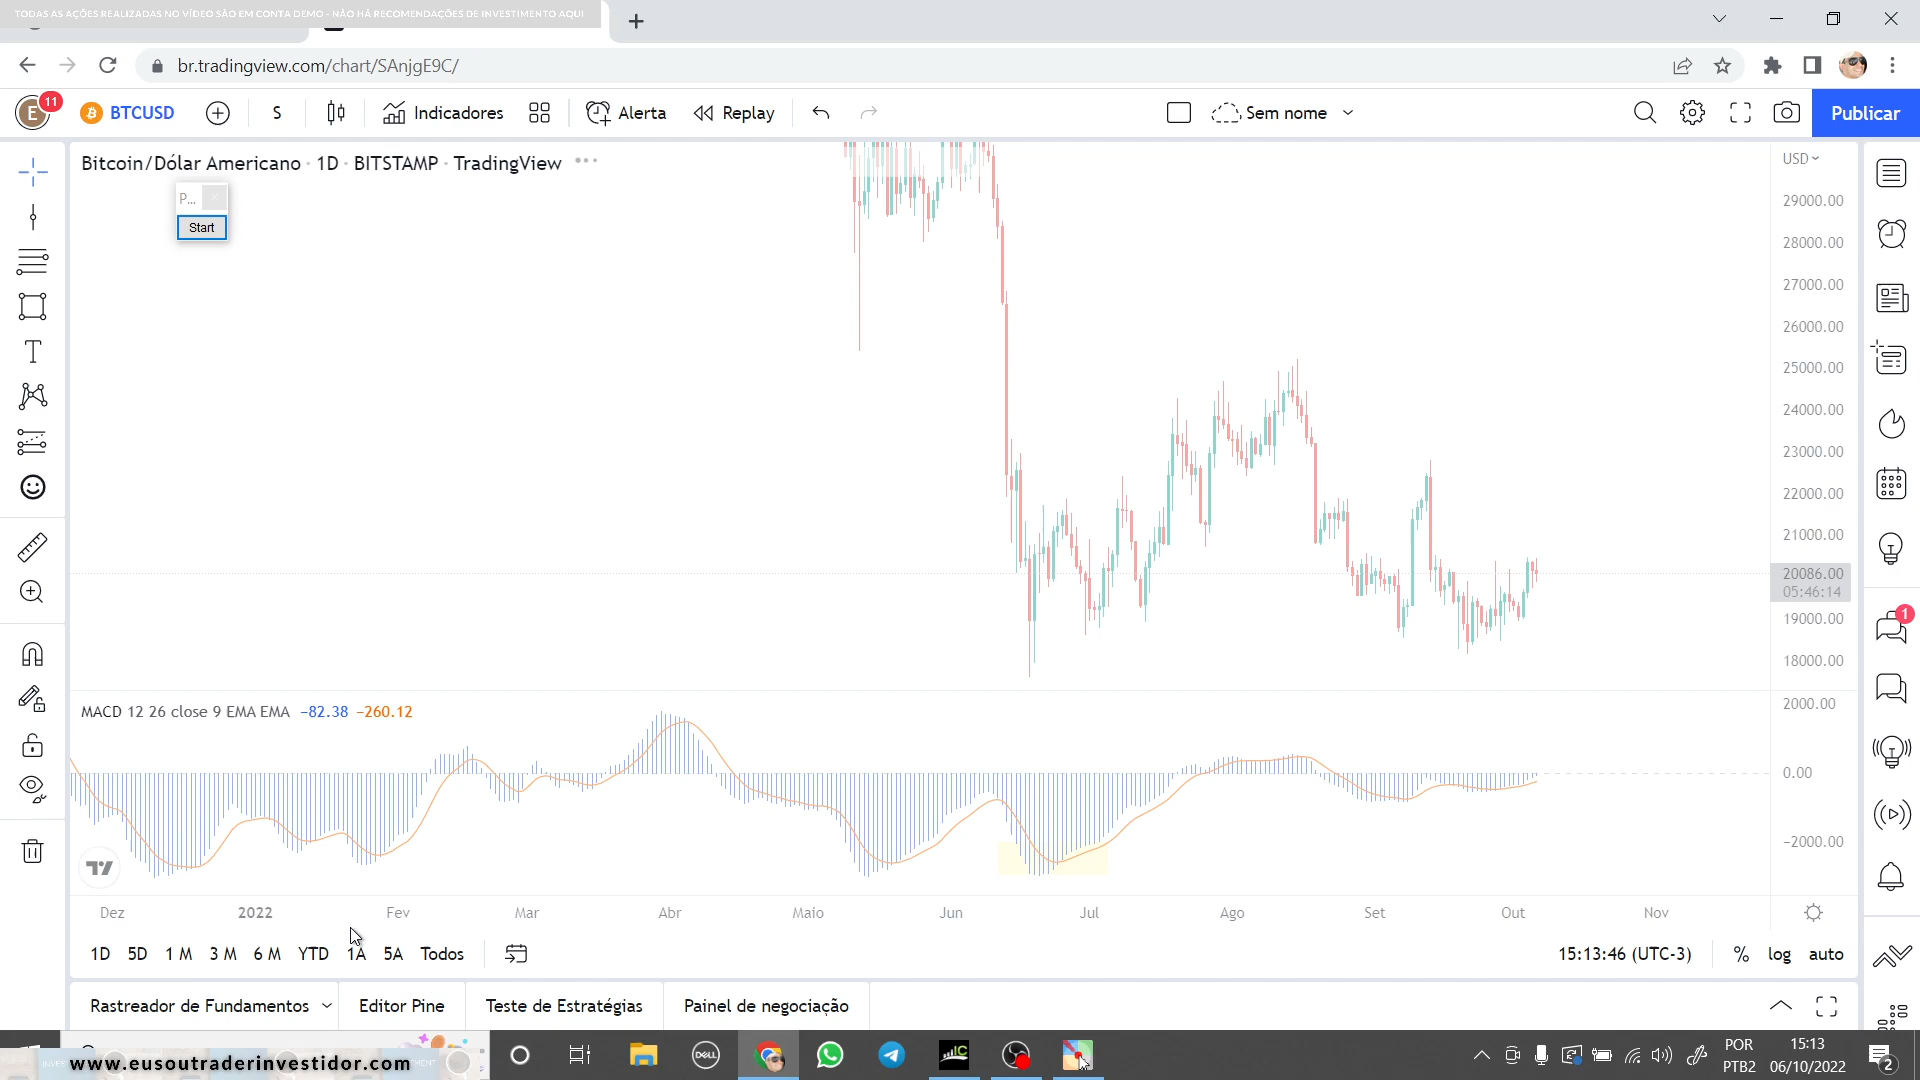 TODAS AS AÇÕES REALIZADAS NO VÍDEO SÃO EM CONTA DEMO - NÃO HÁ RECOMENDAÇÕES DE INVESTIMENTO AQUI
br.tradingview.com/chart/SAnjgE9C/
E
11
BTCUSD
S
Indicadores
Alerta
Replay
Sem nome
Publicar
Bitcoin/Dólar Americano · 1D · BITSTAMP · TradingView
USD
P...
Start
29000.00
28000.00
27000.00
26000.00
25000.00
24000.00
23000.00
22000.00
21000.00
20086.00
05:46:14
19000.00
18000.00
1
MACD 12 26 close 9 EMA EMA −82.38 −260.12
2000.00
0.00
−2000.00
Dez 2022 Fev Mar Abr Maio Jun Jul Ago Set Out Nov
1D 5D 1 M 3 M 6 M YTD 1A 5A Todos
15:13:46 (UTC-3) % log auto
Rastreador de Fundamentos Editor Pine Teste de Estratégias Painel de negociação
www.eusoutraderinvestidor.com
DELL
IC
POR
PTB2
15:13
06/10/2022
2